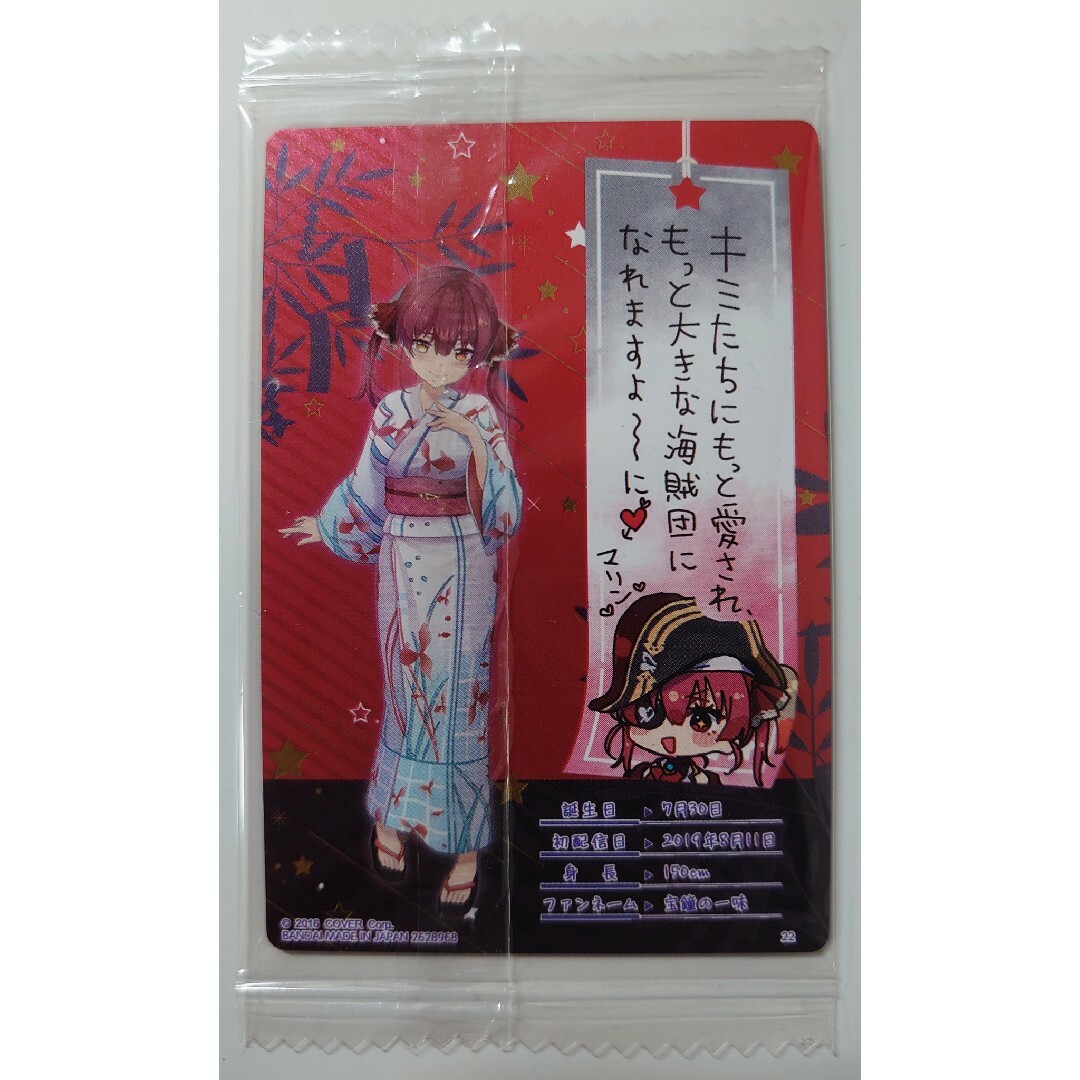 キミたちにもっと愛され、
もっと大きな海賊団に
なれますよ〜〜に
マリン
誕生日 ▶ 7月30日
初配信日 ▶ 2019年8月11日
身長 ▶ 150cm
ファンネーム ▶ 宝鐘の一味
© 2016 COVER Corp.
BANDAI MADE IN JAPAN 2628968
22